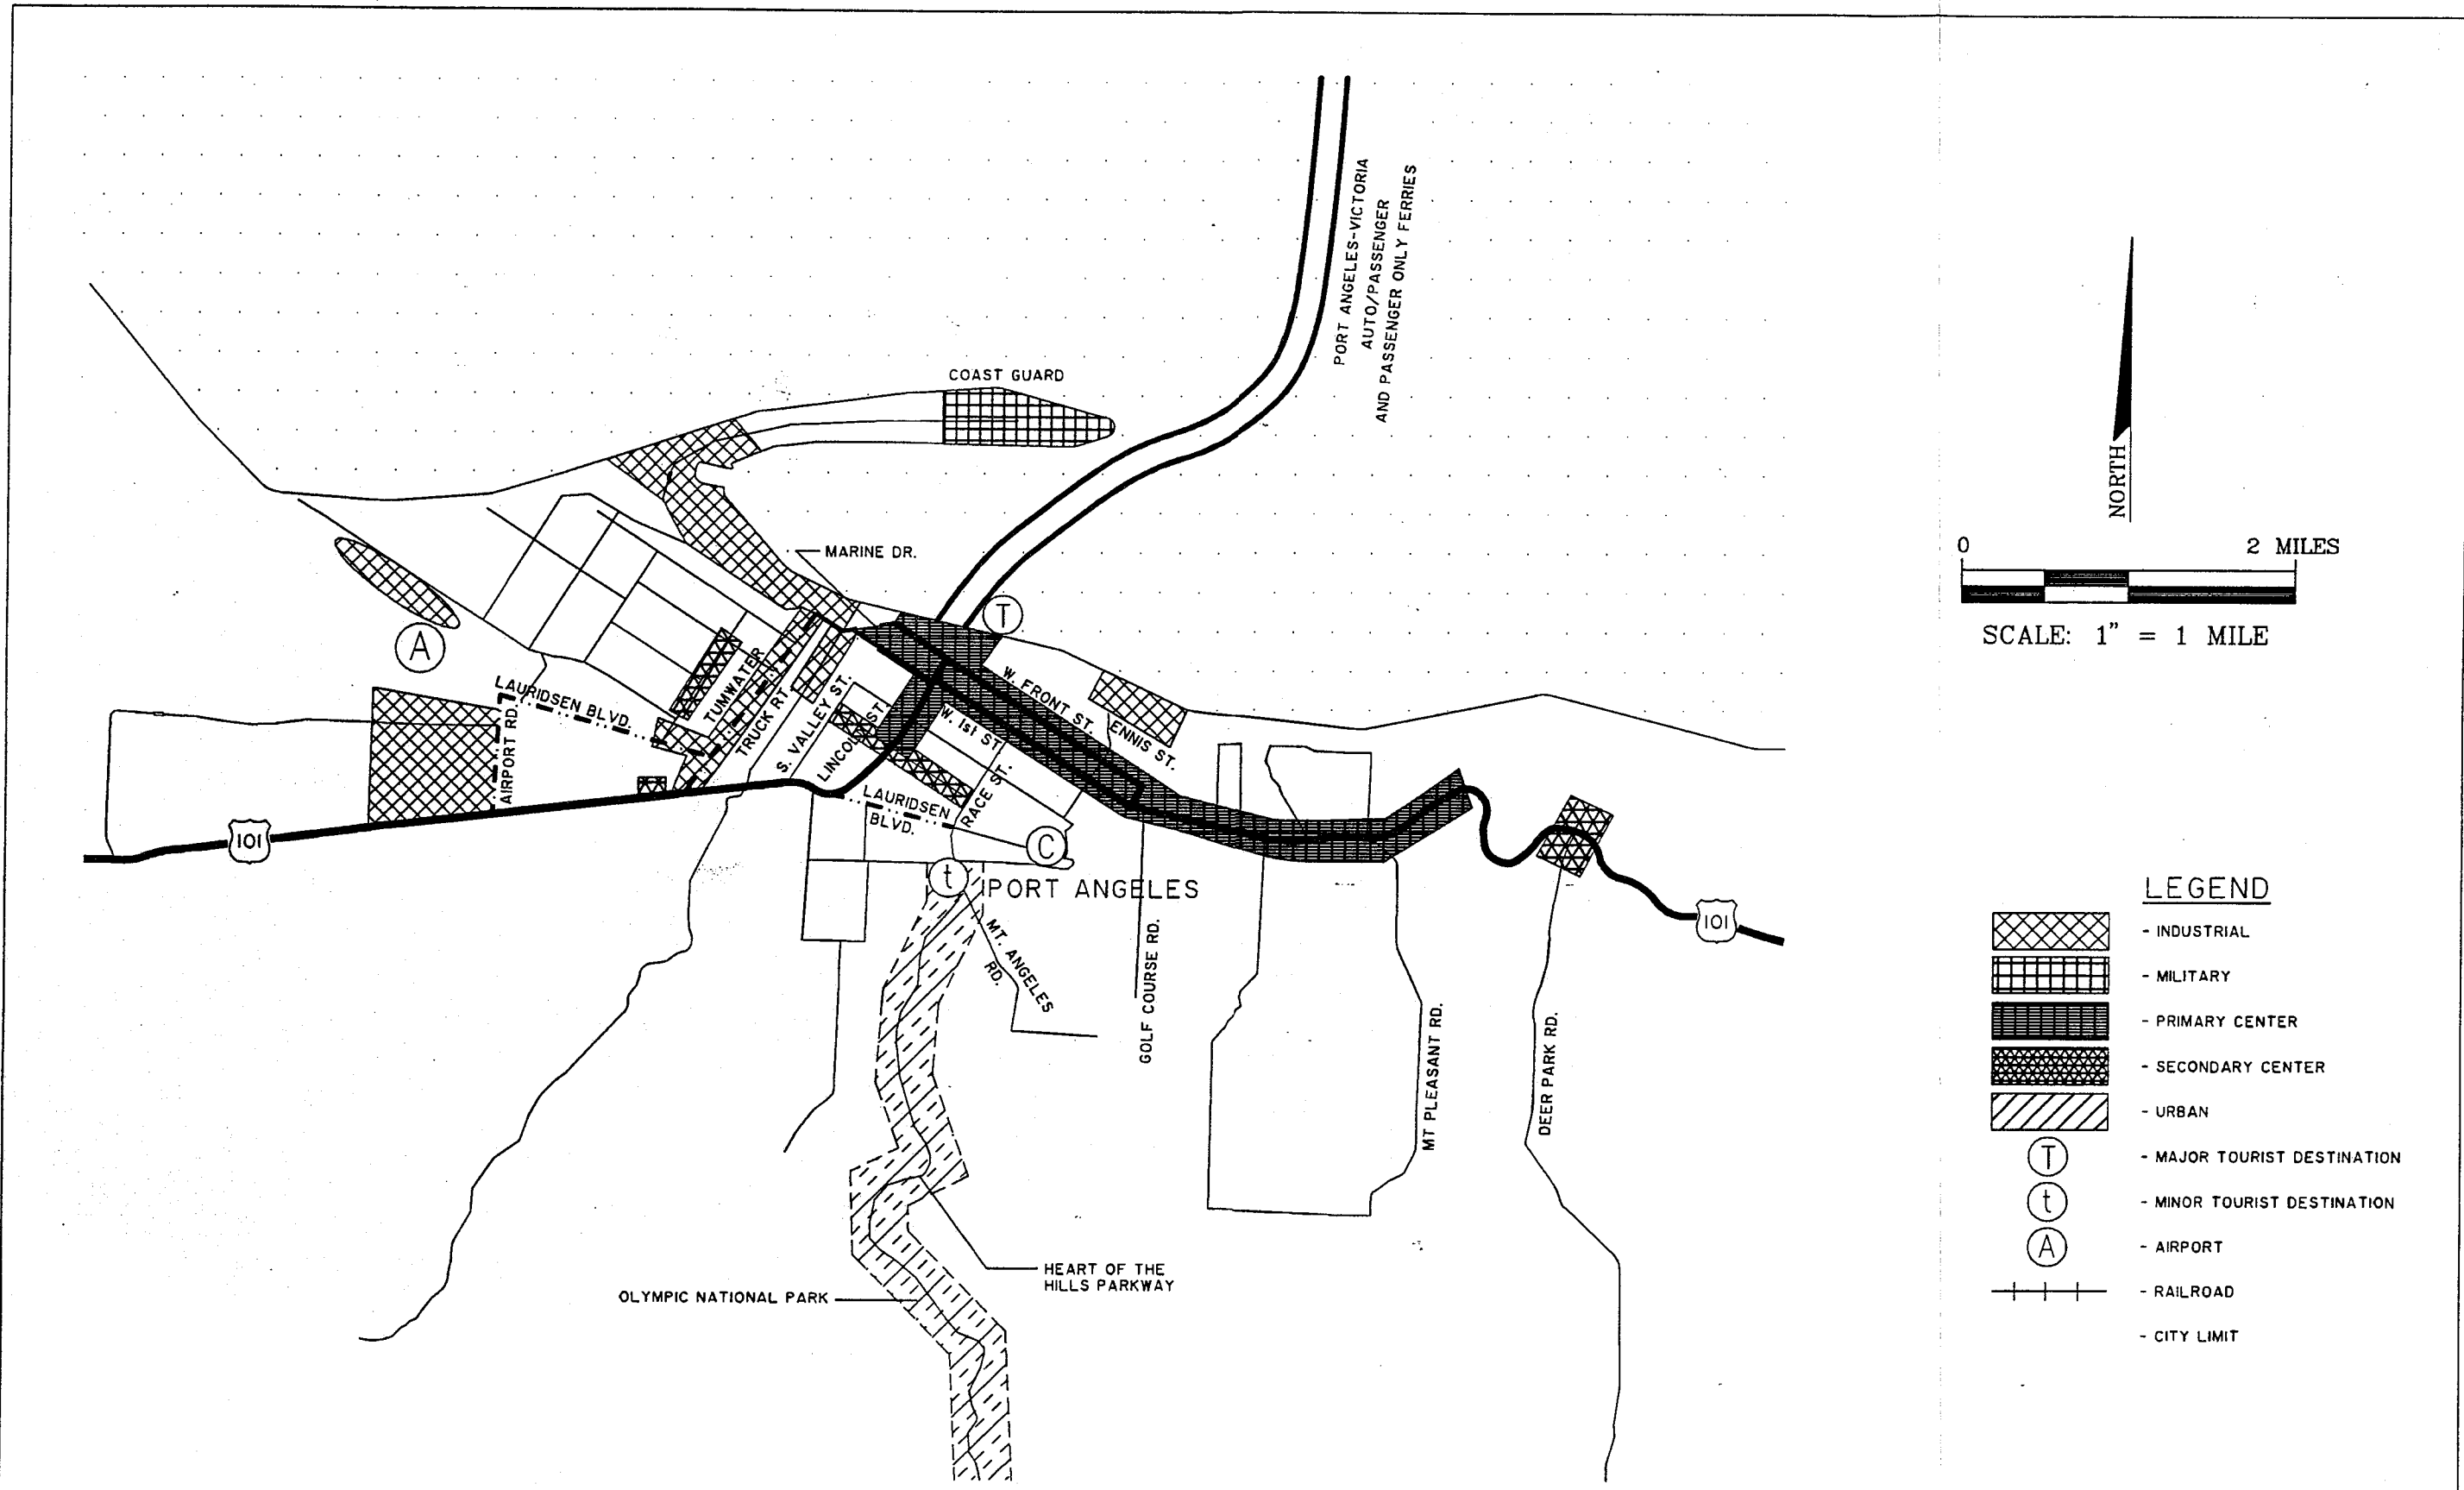 PORT ANGELES-VICTORIA
AUTO/PASSENGER
AND PASSENGER ONLY FERRIES
COAST GUARD
MARINE DR.
T
A
LAURIDSEN BLVD.
AIRPORT RD.
TUMWATER
TRUCK RT
S. VALLEY ST.
LINCOLN ST.
W. FRONT ST.
W. 1st ST
ENNIS ST.
RACE ST.
LAURIDSEN
BLVD.
C
t
PORT ANGELES
101
101
MT. ANGELES
RD.
GOLF COURSE RD.
MT PLEASANT RD.
DEER PARK RD.
HEART OF THE
HILLS PARKWAY
OLYMPIC NATIONAL PARK
NORTH
0 2 MILES
SCALE: 1" = 1 MILE
LEGEND
- INDUSTRIAL
- MILITARY
- PRIMARY CENTER
- SECONDARY CENTER
- URBAN
T - MAJOR TOURIST DESTINATION
t - MINOR TOURIST DESTINATION
A - AIRPORT
- RAILROAD
- CITY LIMIT